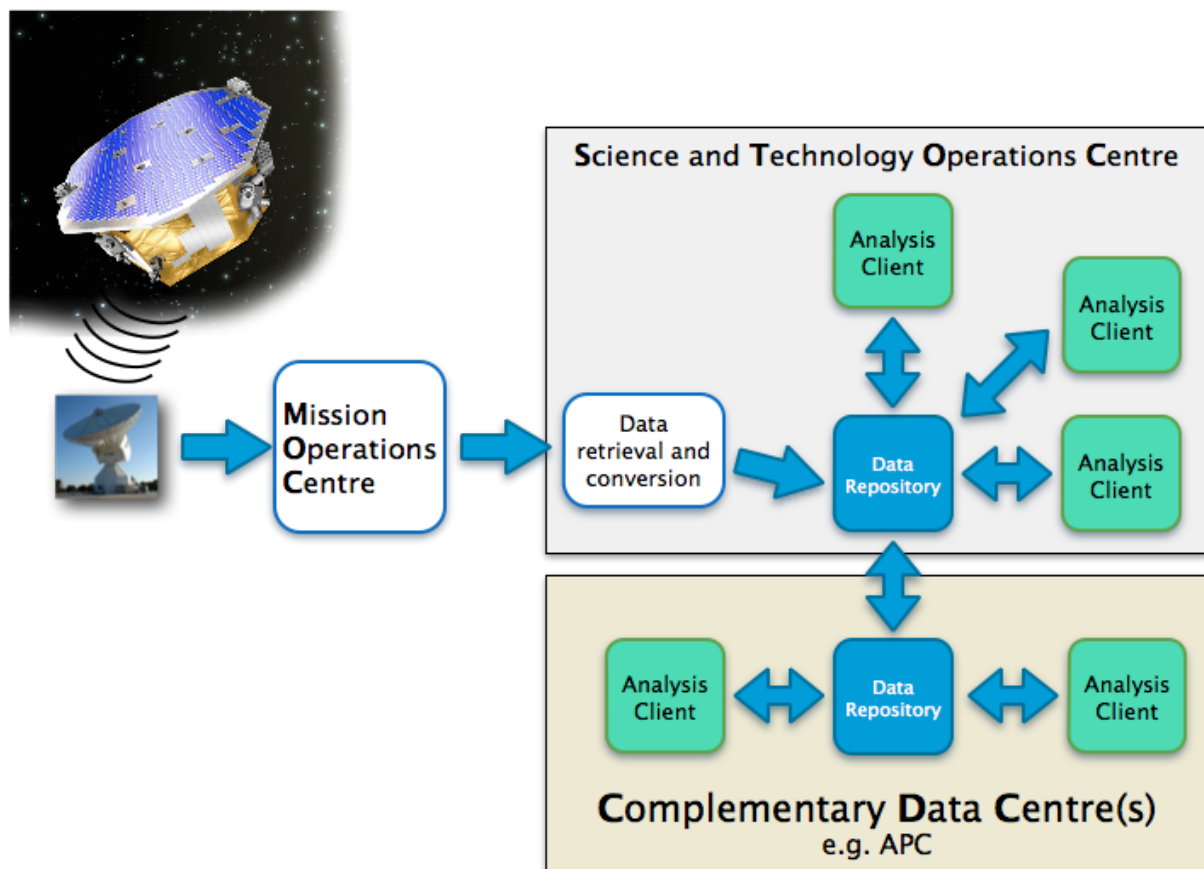 Science and Technology Operations Centre
Analysis
Client
Analysis
Client
Mission
Operations
Centre
Data
retrieval and
conversion
Data
Repository
Analysis
Client
Analysis
Client
Data
Repository
Analysis
Client
Complementary Data Centre(s)
e.g. APC